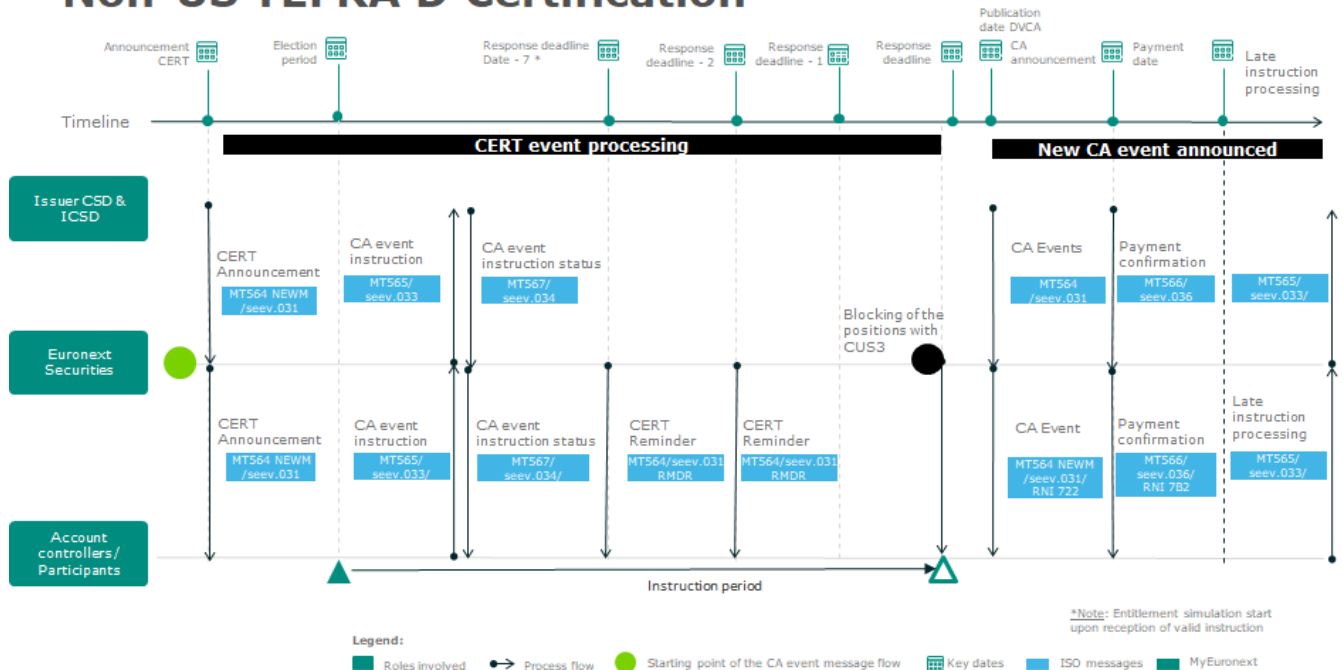 Non-US TEFRA D Certification
Announcement
CERT
Election
period
Response deadline
Date - 7 *
Response
deadline - 2
Response
deadline - 1
Response
deadline
Publication
date DVCA
CA
announcement
Payment
date
Late
instruction
processing
Timeline
CERT event processing
New CA event announced
Issuer CSD &
ICSD
CERT
Announcement
MT564 NEWM
/seev.031
CA event
instruction
MT565/
seev.033
CA event
instruction status
MT567/
seev.034
CA Events
MT564
/seev.031
Payment
confirmation
MT566/
seev.036
MT565/
seev.033/
Blocking of the
positions with
CUS3
Euronext
Securities
CERT
Announcement
MT564 NEWM
/seev.031
CA event
instruction
MT565/
seev.033/
CA event
instruction status
MT567/
seev.034/
CERT
Reminder
MT564/seev.031
RMDR
CERT
Reminder
MT564/seev.031
RMDR
CA Event
MT564 NEWM
/seev.031/
RNI 722
Payment
confirmation
MT566/
seev.036/
RNI 782
Late
instruction
processing
MT565/
seev.033/
Account
controllers/
Participants
Instruction period
*Note: Entitlement simulation start
upon reception of valid instruction
Legend:
Roles involved
Process flow
Starting point of the CA event message flow
Key dates
ISO messages
MyEuronext